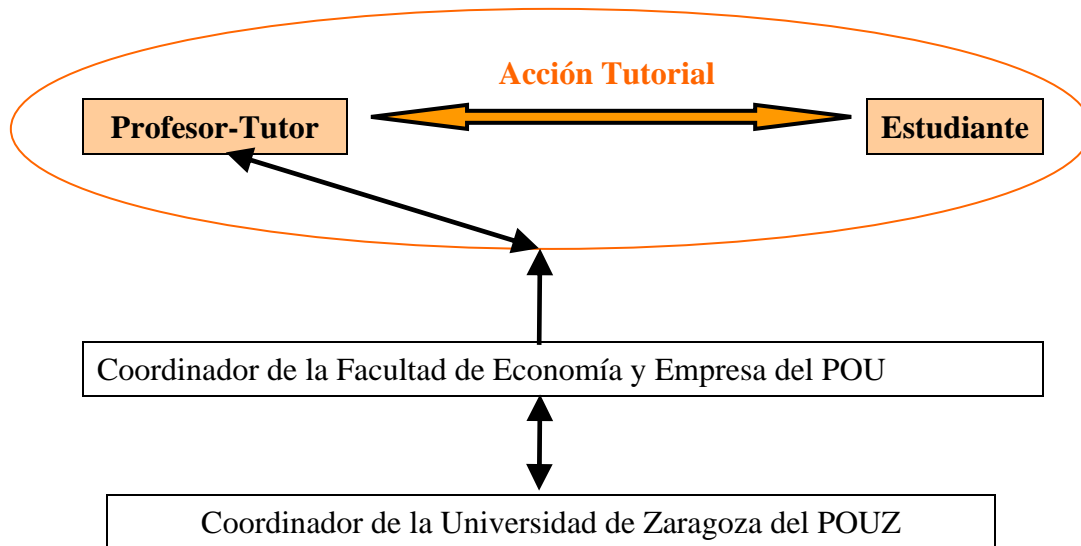 Acción Tutorial
Profesor-Tutor
Estudiante
Coordinador de la Facultad de Economía y Empresa del POU
Coordinador de la Universidad de Zaragoza del POUZ